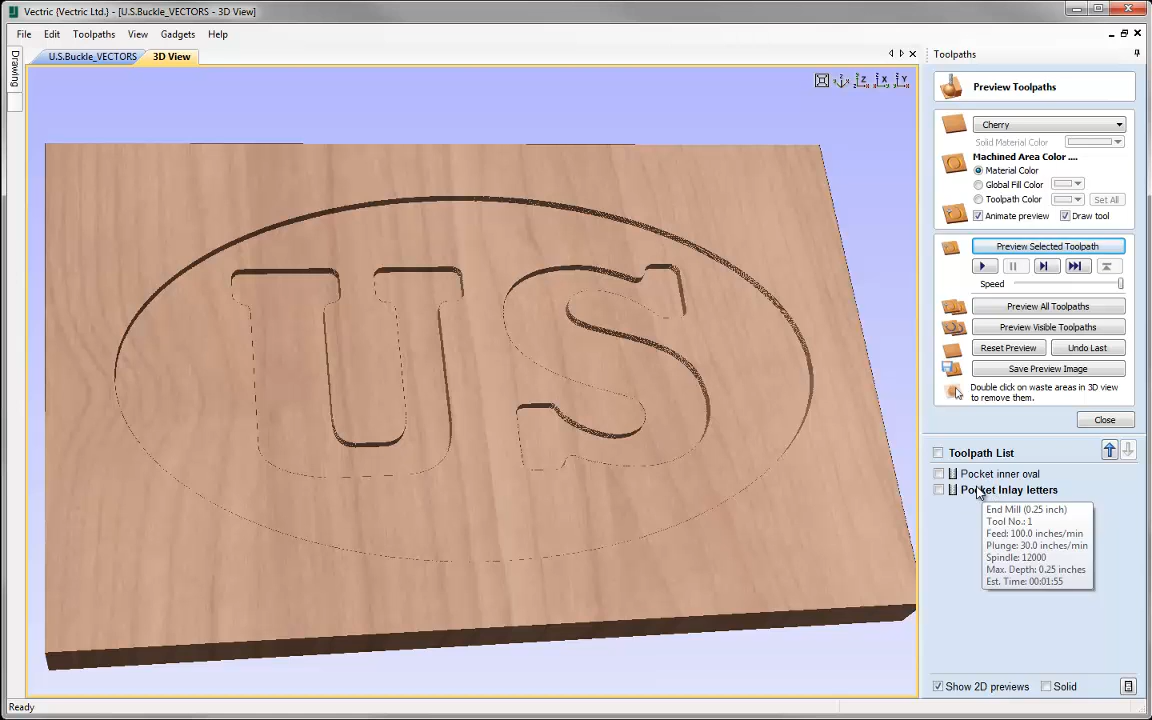 Vectric {Vectric Ltd.} - [U.S.Buckle_VECTORS - 3D View]
File Edit Toolpaths View Gadgets Help
Drawing
U.S.Buckle_VECTORS 3D View
US
Toolpaths
Preview Toolpaths
Cherry
Solid Material Color
Machined Area Color ....
Material Color
Global Fill Color
Toolpath Color Set All
Animate preview Draw tool
Preview Selected Toolpath
Speed
Preview All Toolpaths
Preview Visible Toolpaths
Reset Preview Undo Last
Save Preview Image
Double click on waste areas in 3D view
to remove them.
Close
Toolpath List
Pocket inner oval
Pocket Inlay letters
End Mill (0.25 inch)
Tool No.: 1
Feed: 100.0 inches/min
Plunge: 30.0 inches/min
Spindle: 12000
Max. Depth: 0.25 inches
Est. Time: 00:01:55
Show 2D previews Solid
Ready